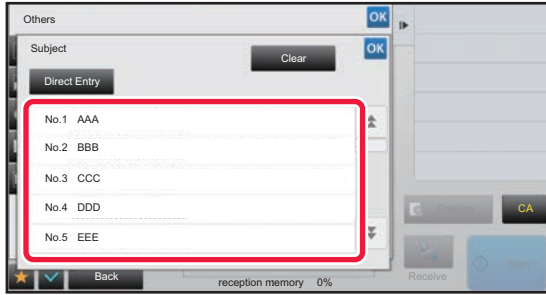 Others
OK
Subject
Clear
OK
Direct Entry
No.1 AAA
No.2 BBB
No.3 CCC
No.4 DDD
No.5 EEE
CA
Back
reception memory 0%
Receive
Start